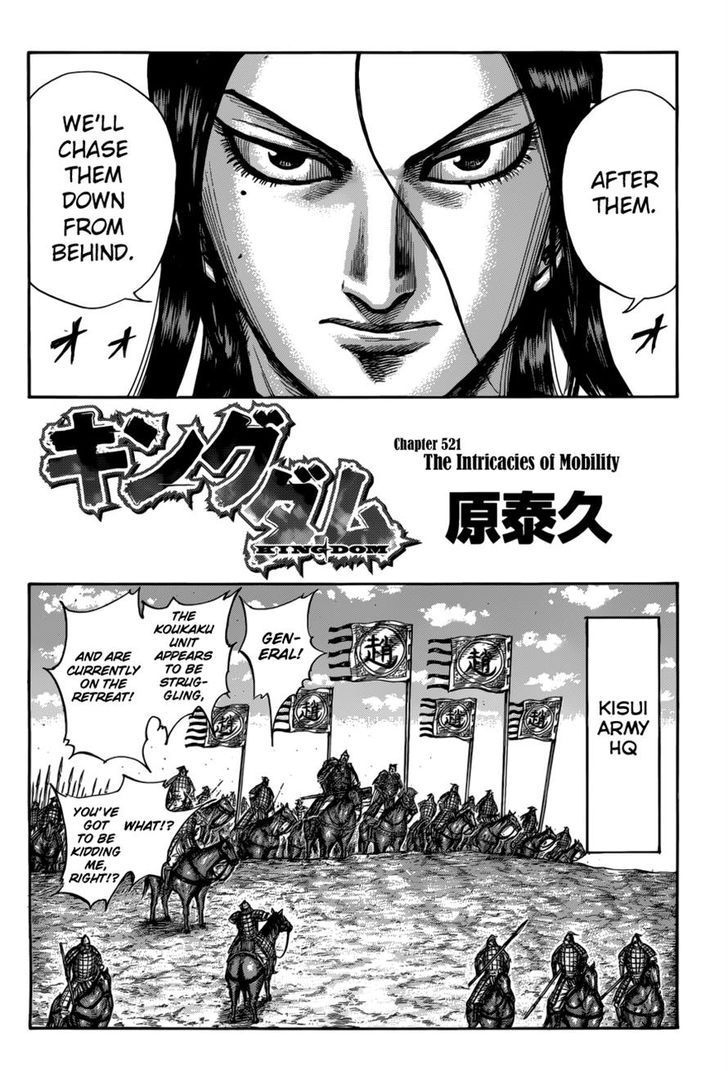 AFTER
THEM.
WE'LL
CHASE
THEM
DOWN
FROM
BEHIND.
オ
オ
キングダム
KINGDOM
Chapter 521
The Intricacies of Mobility
原泰久
KISUI
ARMY
HQ
GEN-
ERAL!
THE
KOUKAKU
UNIT
APPEARS
TO BE
STRUG-
GLING,
AND ARE
CURRENTLY
ON THE
RETREAT!
趙
趙
趙
趙
趙
WHAT!?
YOU'VE
GOT
TO BE
KIDDING
ME,
RIGHT!?